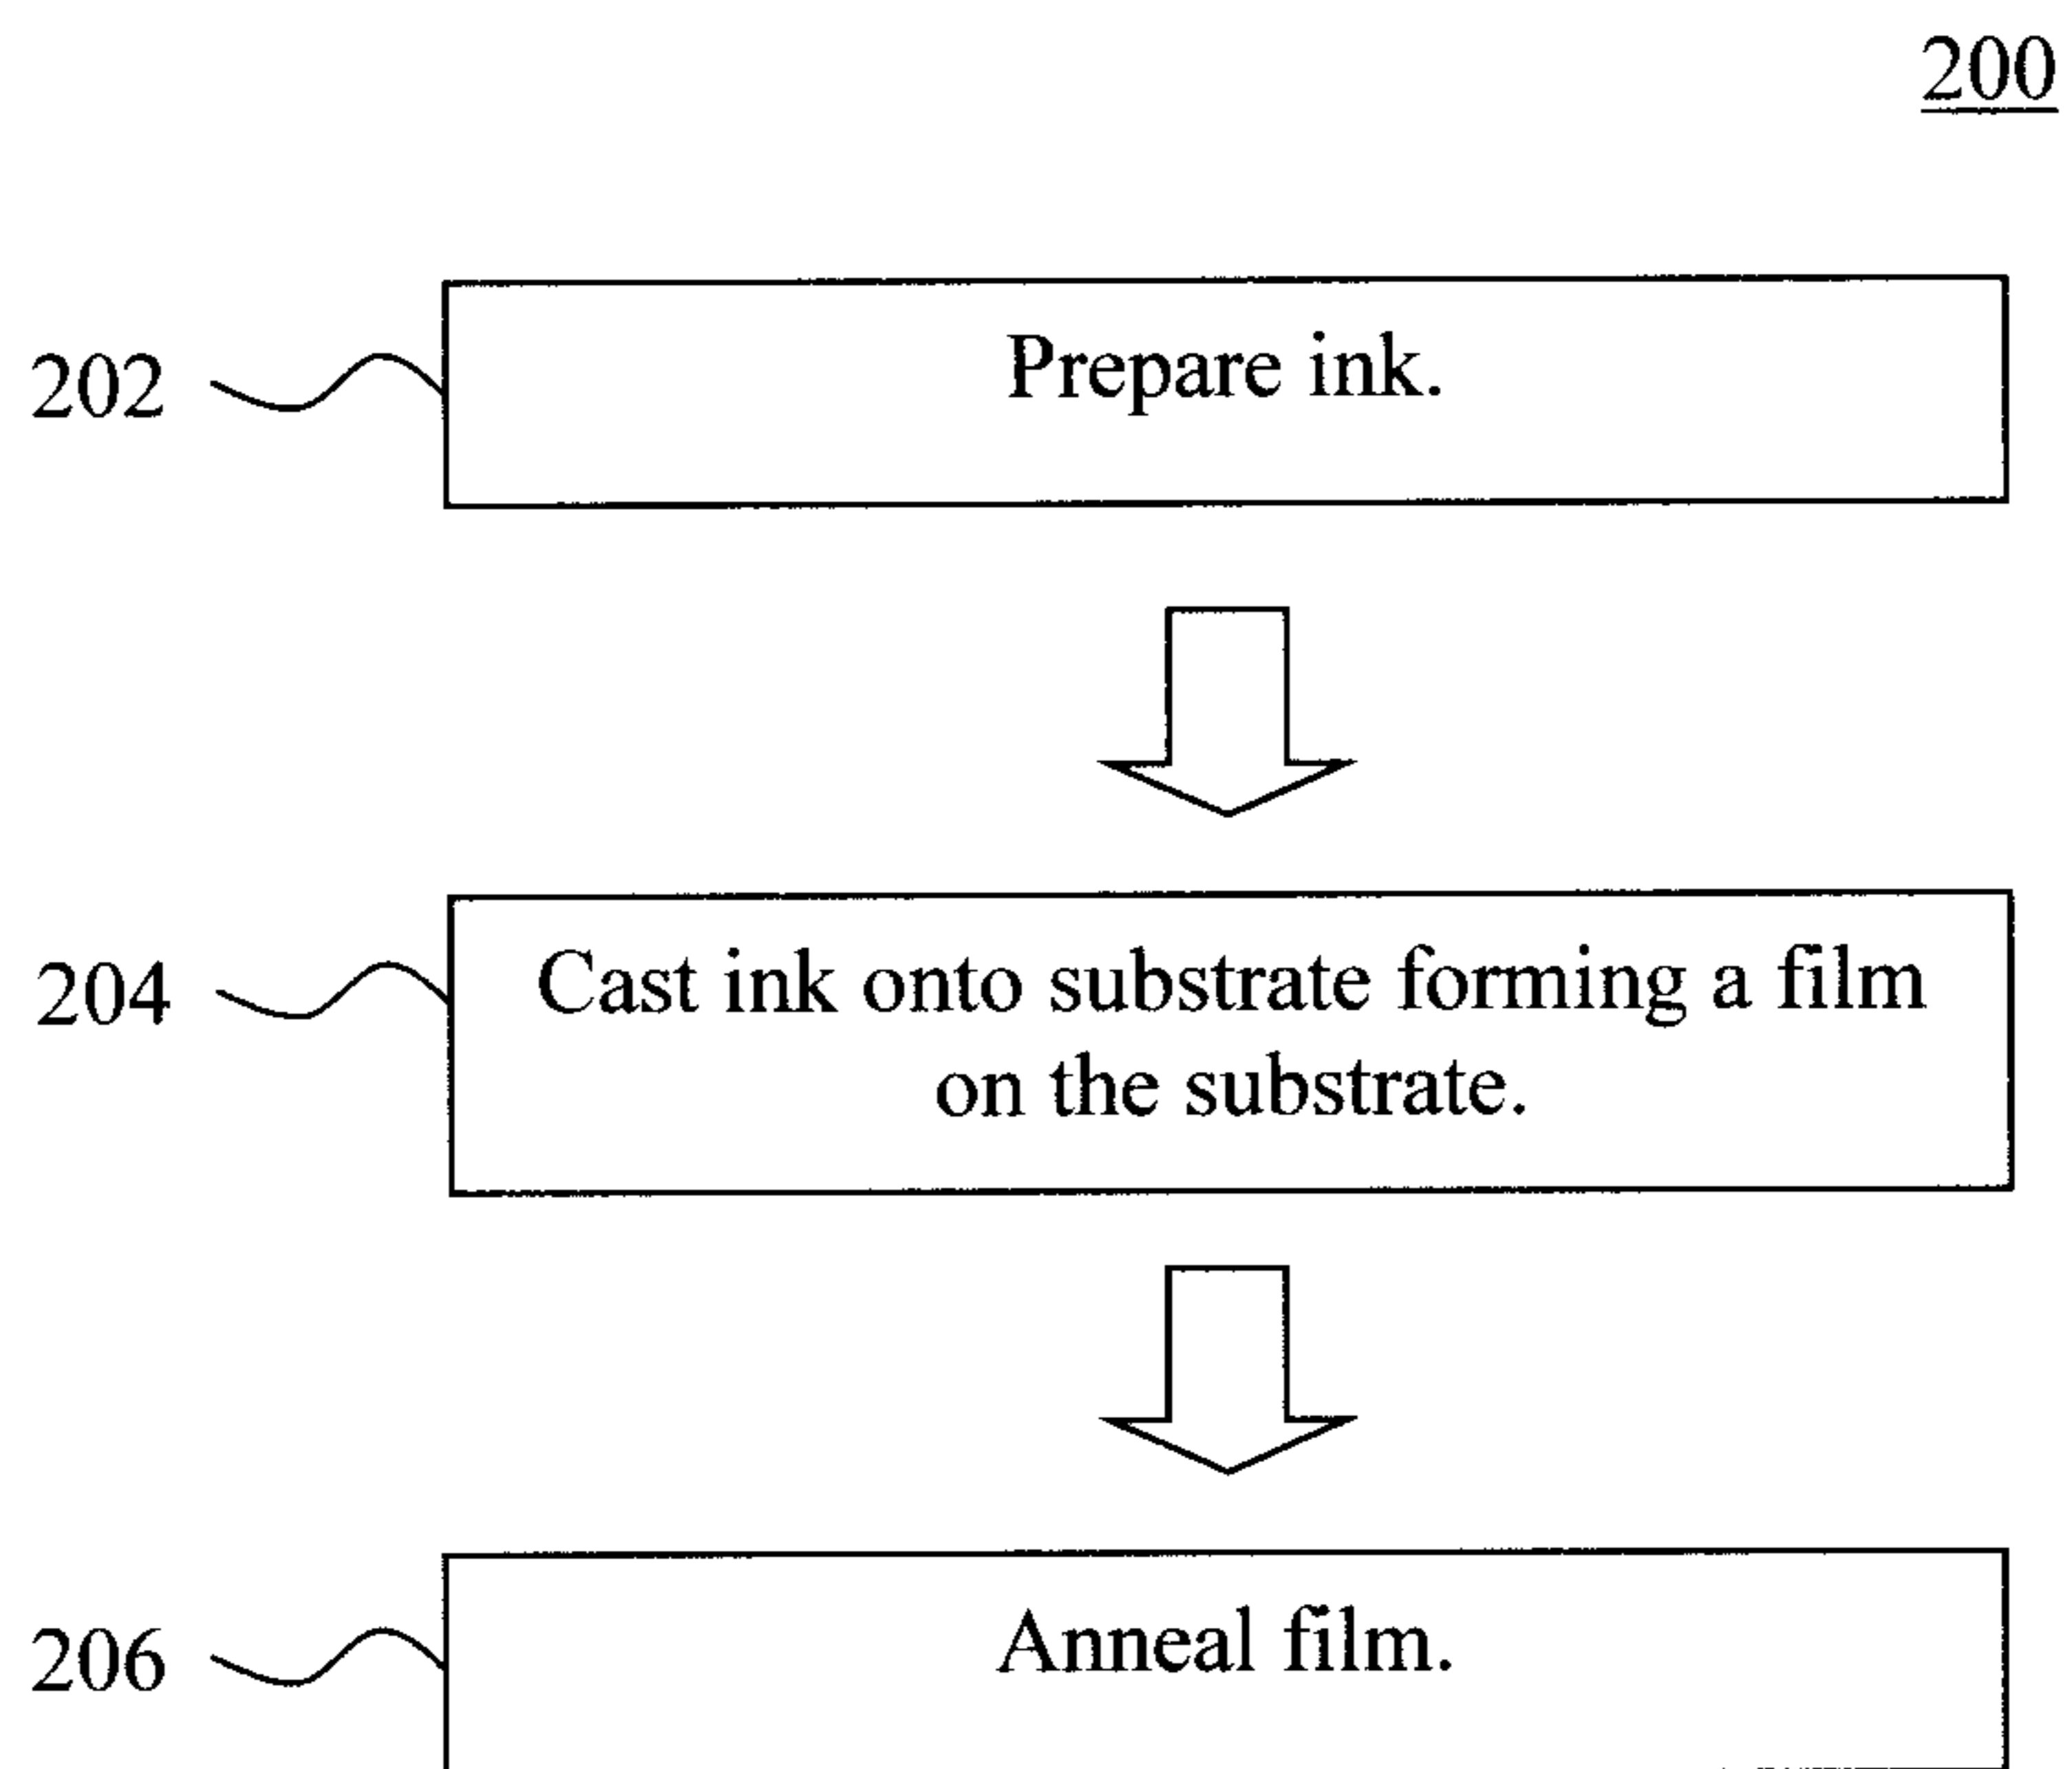 200
202
Prepare ink.
204
Cast ink onto substrate forming a film
on the substrate.
206
Anneal film.